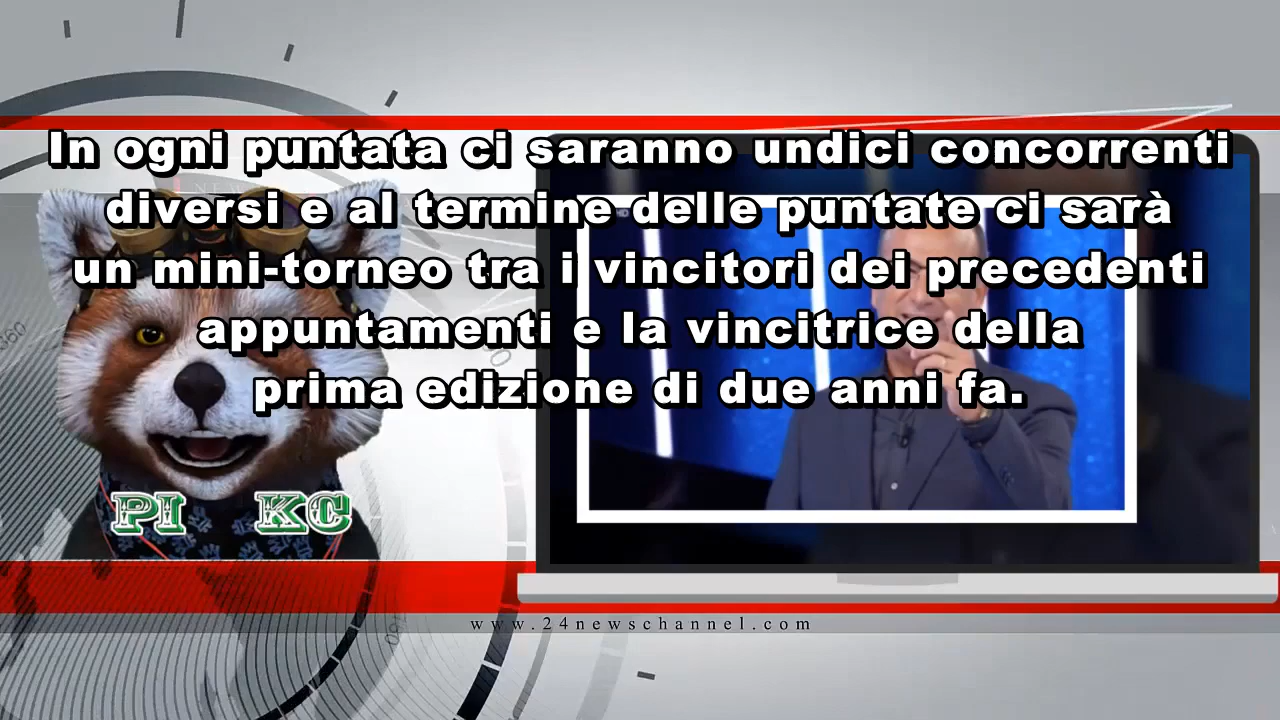 In ogni puntata ci saranno undici concorrenti
diversi e al termine delle puntate ci sarà
un mini-torneo tra i vincitori dei precedenti
appuntamenti e la vincitrice della
prima edizione di due anni fa.
PI KC
www.24newschannel.com